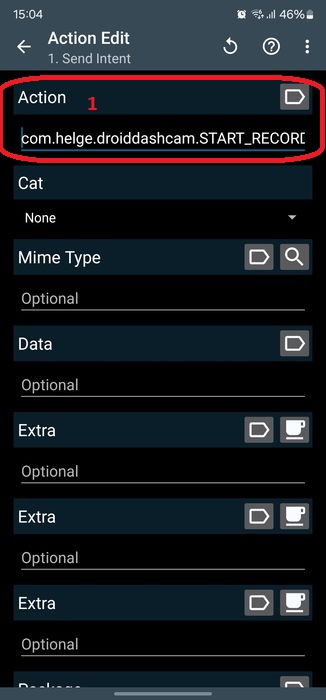 15:04
46%
Action Edit
1. Send Intent
Action 1
com.helge.droiddashcam.START_RECORD
Cat
None
Mime Type
Optional
Data
Optional
Extra
Optional
Extra
Optional
Extra
Optional
Package